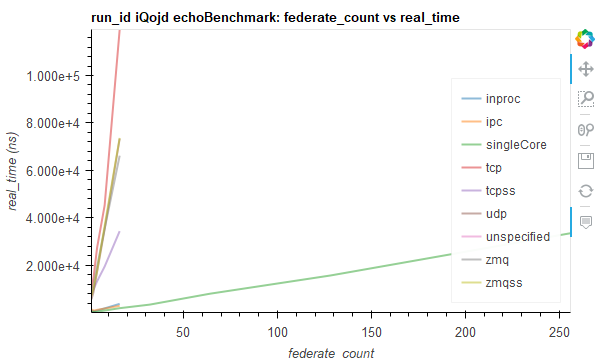 run_id iQojd echoBenchmark: federate_count vs real_time
real_time (ns)
1.000e+5
8.000e+4
6.000e+4
4.000e+4
2.000e+4
inproc
ipc
singleCore
tcp
tcpss
udp
unspecified
zmq
zmqss
50 100 150 200 250
federate_count